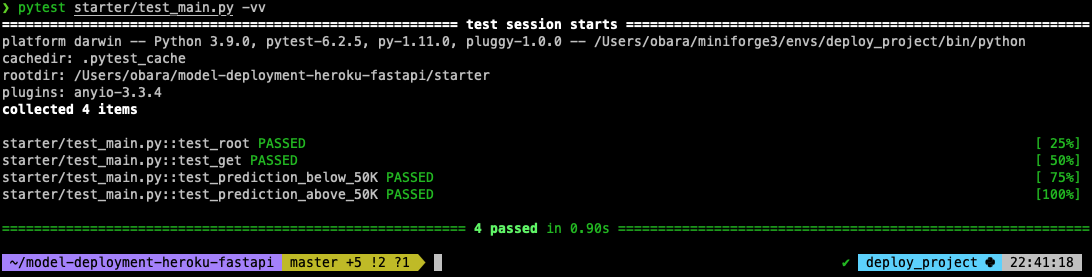 ❯ pytest starter/test_main.py -vv
======================================================== test session starts =========================================================
platform darwin -- Python 3.9.0, pytest-6.2.5, py-1.11.0, pluggy-1.0.0 -- /Users/obara/miniforge3/envs/deploy_project/bin/python
cachedir: .pytest_cache
rootdir: /Users/obara/model-deployment-heroku-fastapi/starter
plugins: anyio-3.3.4
collected 4 items
starter/test_main.py::test_root PASSED [ 25%]
starter/test_main.py::test_get PASSED [ 50%]
starter/test_main.py::test_prediction_below_50K PASSED [ 75%]
starter/test_main.py::test_prediction_above_50K PASSED [100%]
========================================================= 4 passed in 0.90s ==========================================================
~/model-deployment-heroku-fastapi master +5 !2 ?1 ✔ deploy_project 22:41:18